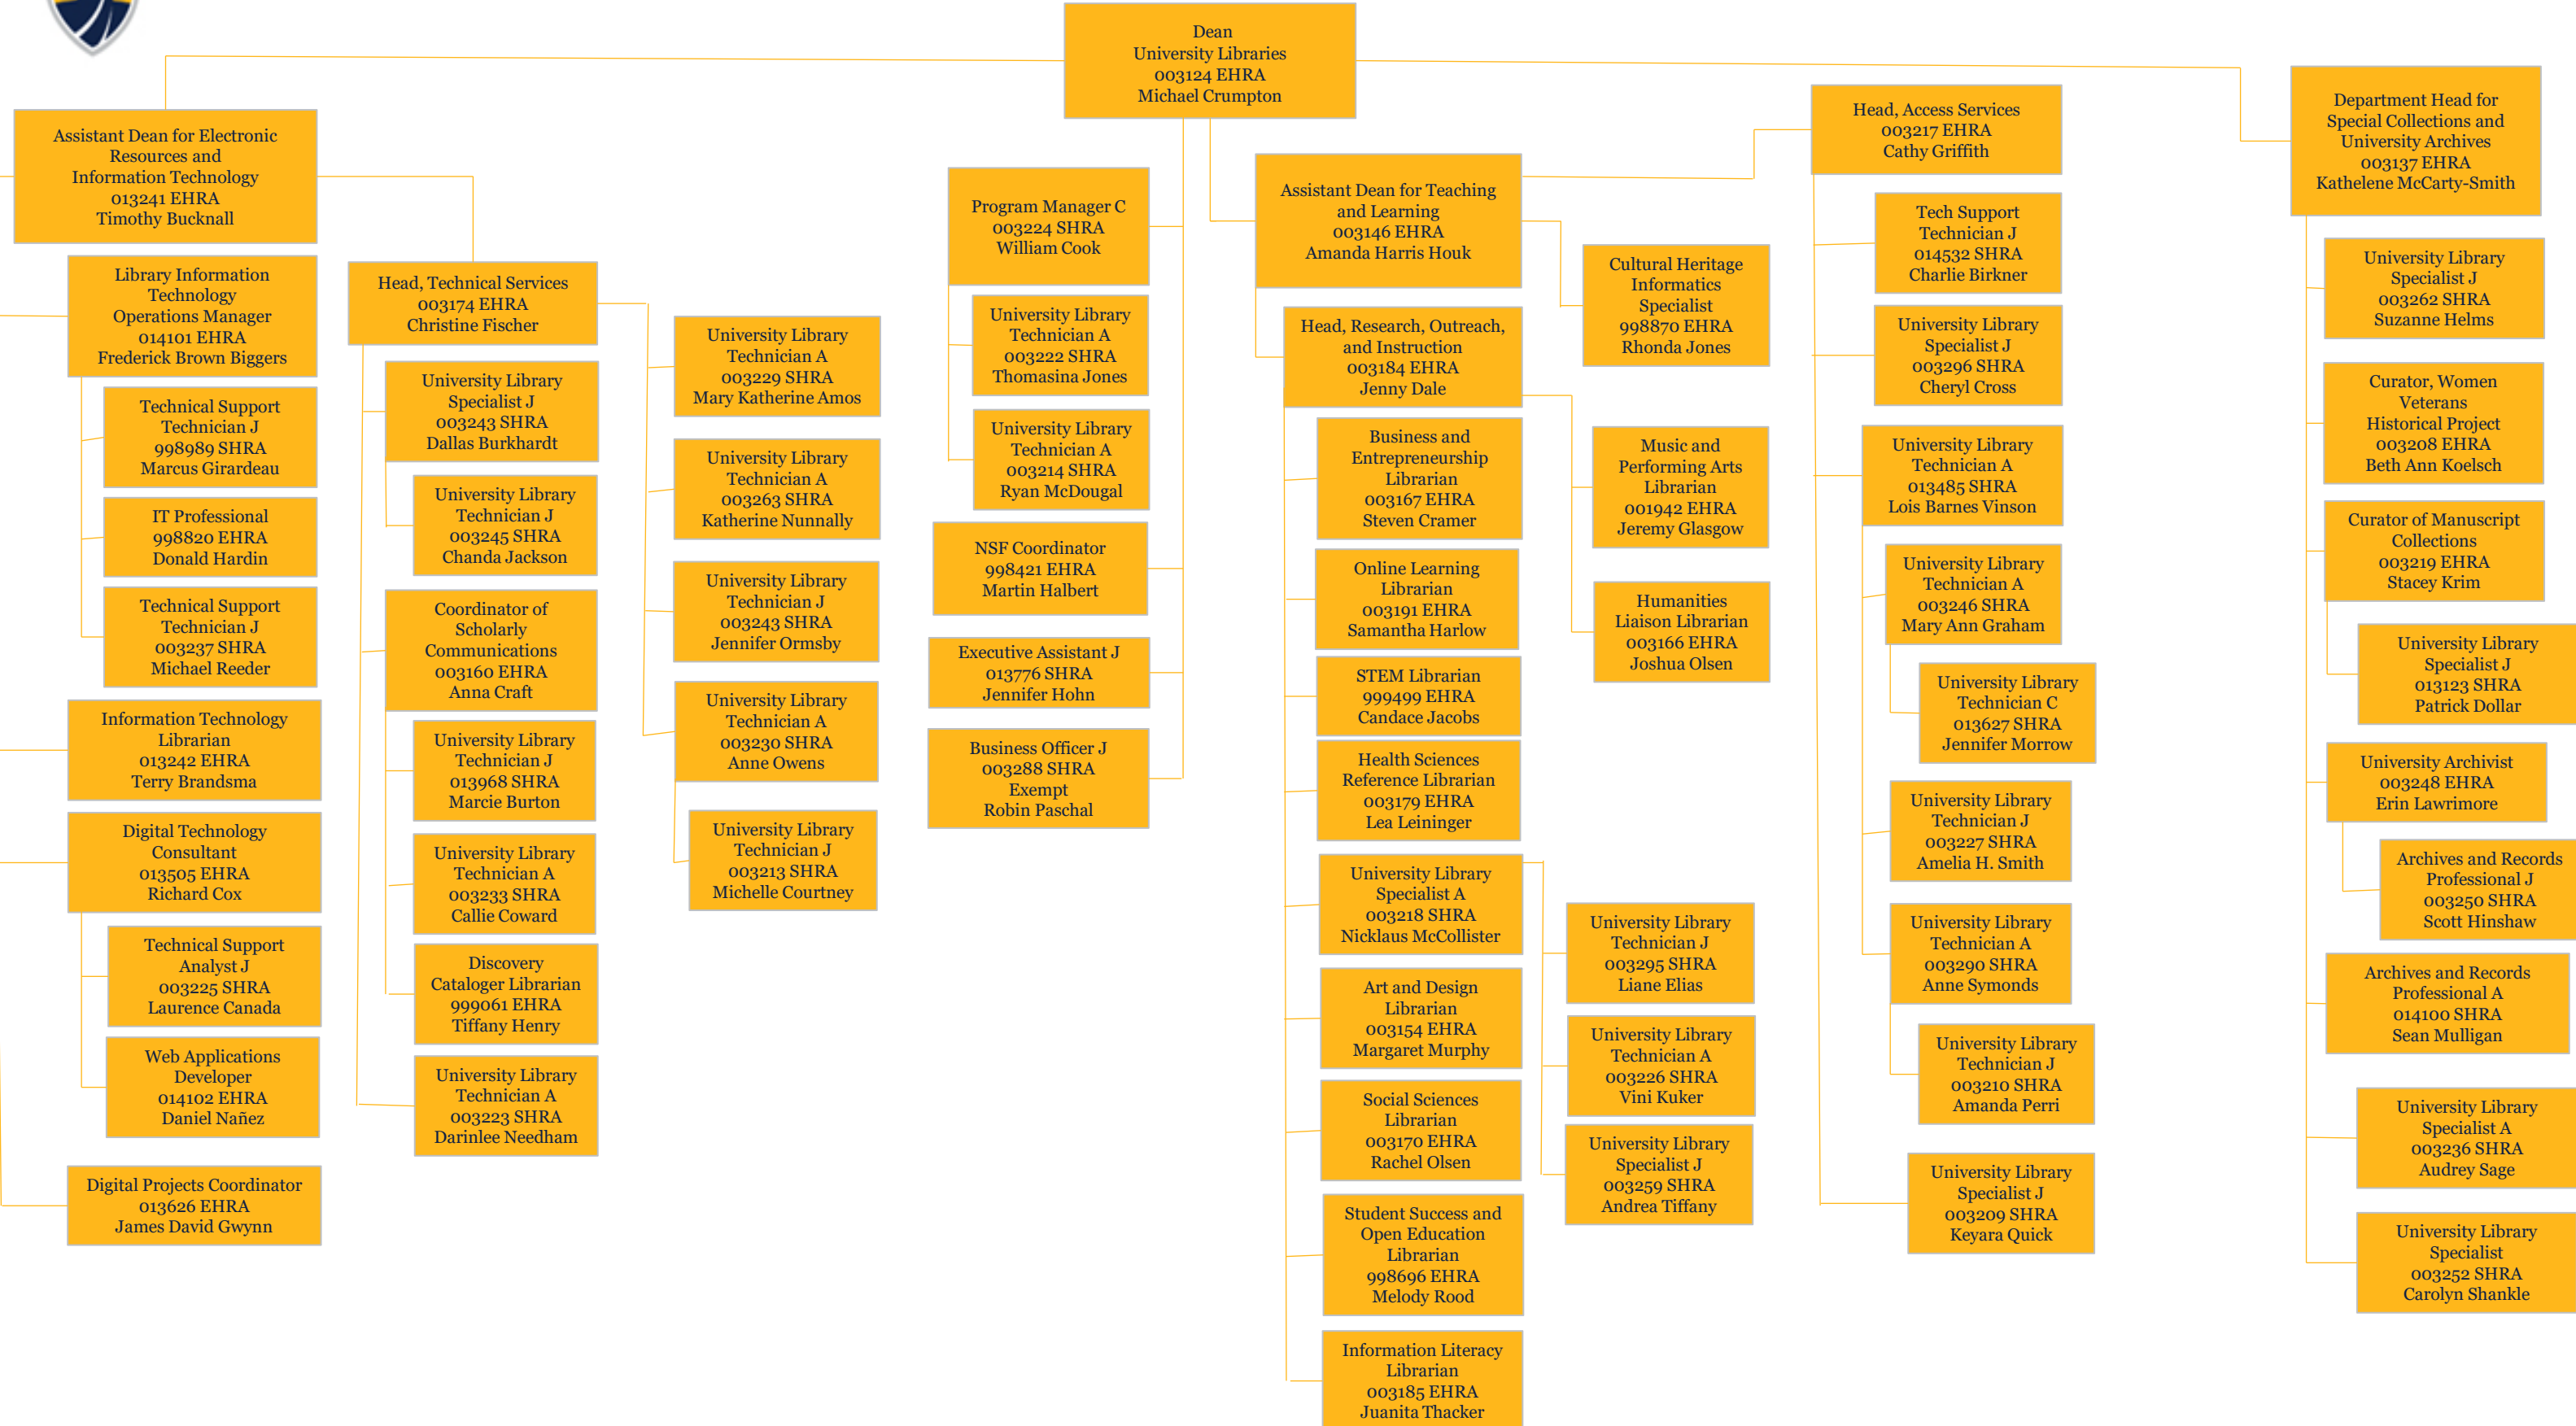 Dean
University Libraries
003124 EHRA
Michael Crumpton
Assistant Dean for Electronic
Resources and
Information Technology
013241 EHRA
Timothy Bucknall
Library Information
Technology
Operations Manager
014101 EHRA
Frederick Brown Biggers
Technical Support
Technician J
998989 SHRA
Marcus Girardeau
IT Professional
998820 EHRA
Donald Hardin
Technical Support
Technician J
003237 SHRA
Michael Reeder
Information Technology
Librarian
013242 EHRA
Terry Brandsma
Digital Technology
Consultant
013505 EHRA
Richard Cox
Technical Support
Analyst J
003225 SHRA
Laurence Canada
Web Applications
Developer
014102 EHRA
Daniel Nañez
Digital Projects Coordinator
013626 EHRA
James David Gwynn
Head, Technical Services
003174 EHRA
Christine Fischer
University Library
Specialist J
003243 SHRA
Dallas Burkhardt
University Library
Technician J
003245 SHRA
Chanda Jackson
Coordinator of
Scholarly
Communications
003160 EHRA
Anna Craft
University Library
Technician J
013968 SHRA
Marcie Burton
University Library
Technician A
003233 SHRA
Callie Coward
Discovery
Cataloger Librarian
999061 EHRA
Tiffany Henry
University Library
Technician A
003223 SHRA
Darinlee Needham
University Library
Technician A
003229 SHRA
Mary Katherine Amos
University Library
Technician A
003263 SHRA
Katherine Nunnally
University Library
Technician J
003243 SHRA
Jennifer Ormsby
University Library
Technician A
003230 SHRA
Anne Owens
University Library
Technician J
003213 SHRA
Michelle Courtney
Program Manager C
003224 SHRA
William Cook
University Library
Technician A
003222 SHRA
Thomasina Jones
University Library
Technician A
003214 SHRA
Ryan McDougal
NSF Coordinator
998421 EHRA
Martin Halbert
Executive Assistant J
013776 SHRA
Jennifer Hohn
Business Officer J
003288 SHRA
Exempt
Robin Paschal
Assistant Dean for Teaching
and Learning
003146 EHRA
Amanda Harris Houk
Head, Research, Outreach,
and Instruction
003184 EHRA
Jenny Dale
Business and
Entrepreneurship
Librarian
003167 EHRA
Steven Cramer
Online Learning
Librarian
003191 EHRA
Samantha Harlow
STEM Librarian
999499 EHRA
Candace Jacobs
Health Sciences
Reference Librarian
003179 EHRA
Lea Leininger
University Library
Specialist A
003218 SHRA
Nicklaus McCollister
Art and Design
Librarian
003154 EHRA
Margaret Murphy
Social Sciences
Librarian
003170 EHRA
Rachel Olsen
Student Success and
Open Education
Librarian
998696 EHRA
Melody Rood
Information Literacy
Librarian
003185 EHRA
Juanita Thacker
Cultural Heritage
Informatics
Specialist
998870 EHRA
Rhonda Jones
Music and
Performing Arts
Librarian
001942 EHRA
Jeremy Glasgow
Humanities
Liaison Librarian
003166 EHRA
Joshua Olsen
University Library
Technician J
003295 SHRA
Liane Elias
University Library
Technician A
003226 SHRA
Vini Kuker
University Library
Specialist J
003259 SHRA
Andrea Tiffany
Head, Access Services
003217 EHRA
Cathy Griffith
Tech Support
Technician J
014532 SHRA
Charlie Birkner
University Library
Specialist J
003296 SHRA
Cheryl Cross
University Library
Technician A
013485 SHRA
Lois Barnes Vinson
University Library
Technician A
003246 SHRA
Mary Ann Graham
University Library
Technician C
013627 SHRA
Jennifer Morrow
University Library
Technician J
003227 SHRA
Amelia H. Smith
University Library
Technician A
003290 SHRA
Anne Symonds
University Library
Technician J
003210 SHRA
Amanda Perri
University Library
Specialist J
003209 SHRA
Keyara Quick
Department Head for
Special Collections and
University Archives
003137 EHRA
Kathelene McCarty-Smith
University Library
Specialist J
003262 SHRA
Suzanne Helms
Curator, Women
Veterans
Historical Project
003208 EHRA
Beth Ann Koelsch
Curator of Manuscript
Collections
003219 EHRA
Stacey Krim
University Library
Specialist J
013123 SHRA
Patrick Dollar
University Archivist
003248 EHRA
Erin Lawrimore
Archives and Records
Professional J
003250 SHRA
Scott Hinshaw
Archives and Records
Professional A
014100 SHRA
Sean Mulligan
University Library
Specialist A
003236 SHRA
Audrey Sage
University Library
Specialist
003252 SHRA
Carolyn Shankle